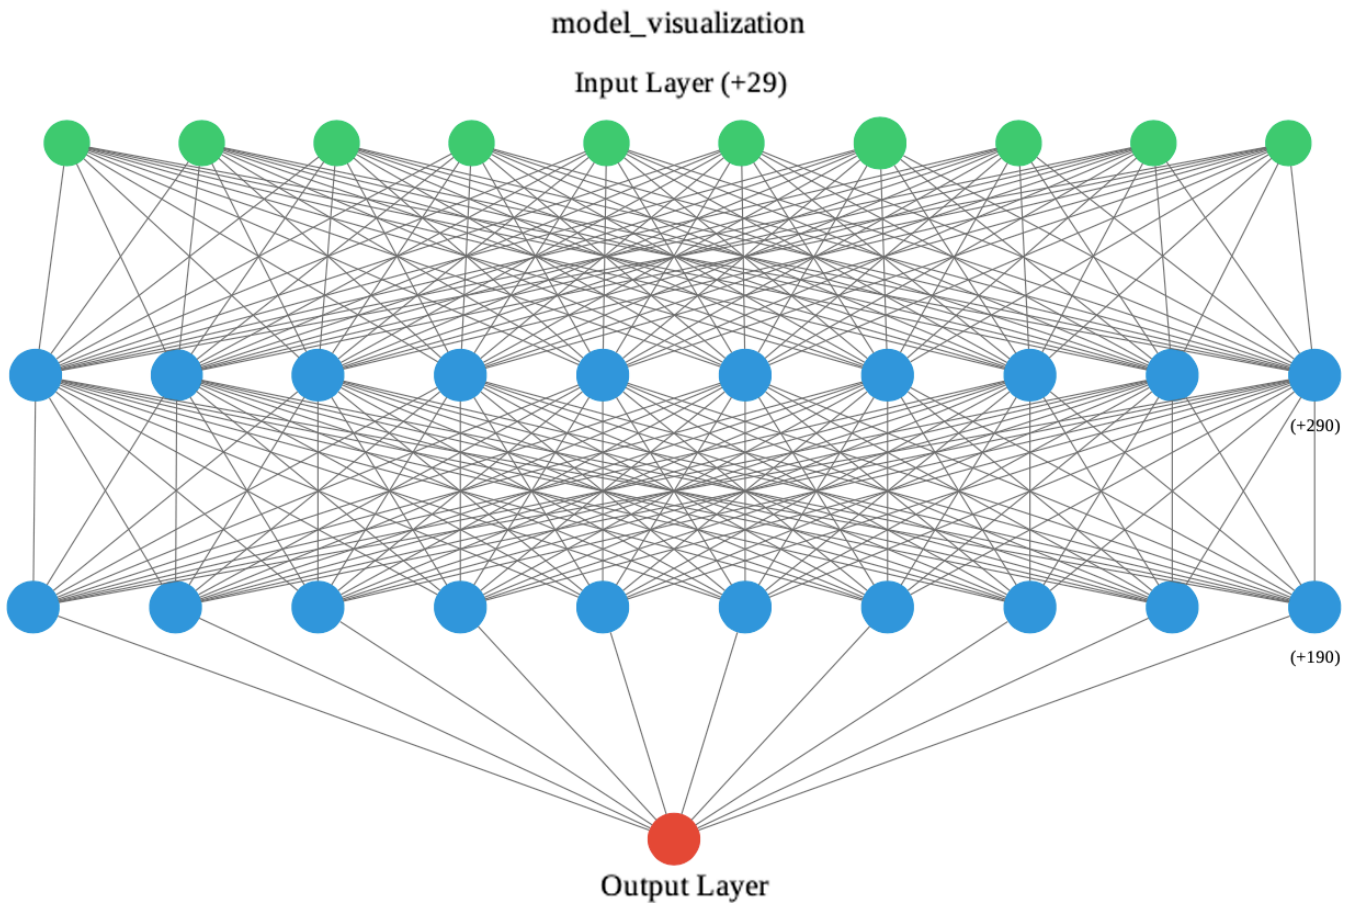 model_visualization
Input Layer (+29)
(+290)
(+190)
Output Layer